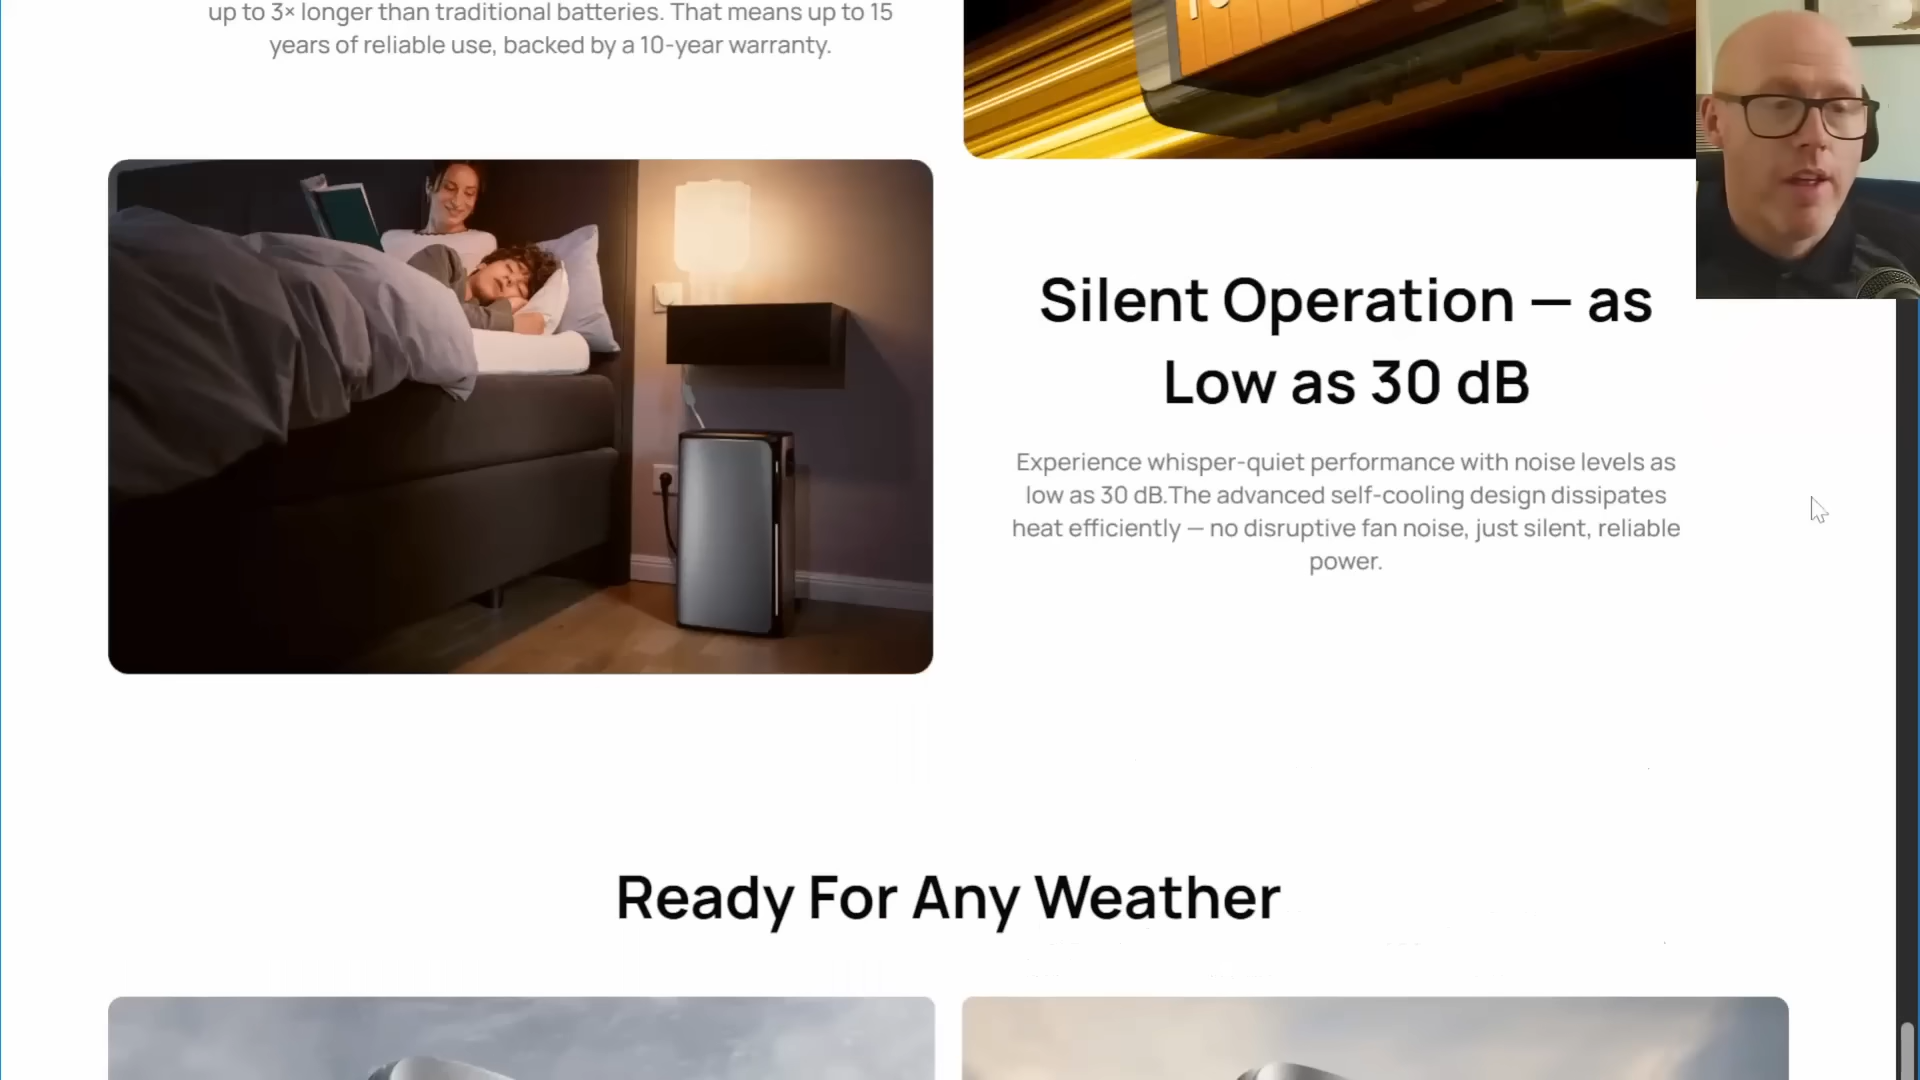 up to 3× longer than traditional batteries. That means up to 15
years of reliable use, backed by a 10-year warranty.
Silent Operation — as
Low as 30 dB
Experience whisper-quiet performance with noise levels as
low as 30 dB.The advanced self-cooling design dissipates
heat efficiently — no disruptive fan noise, just silent, reliable
power.
Ready For Any Weather